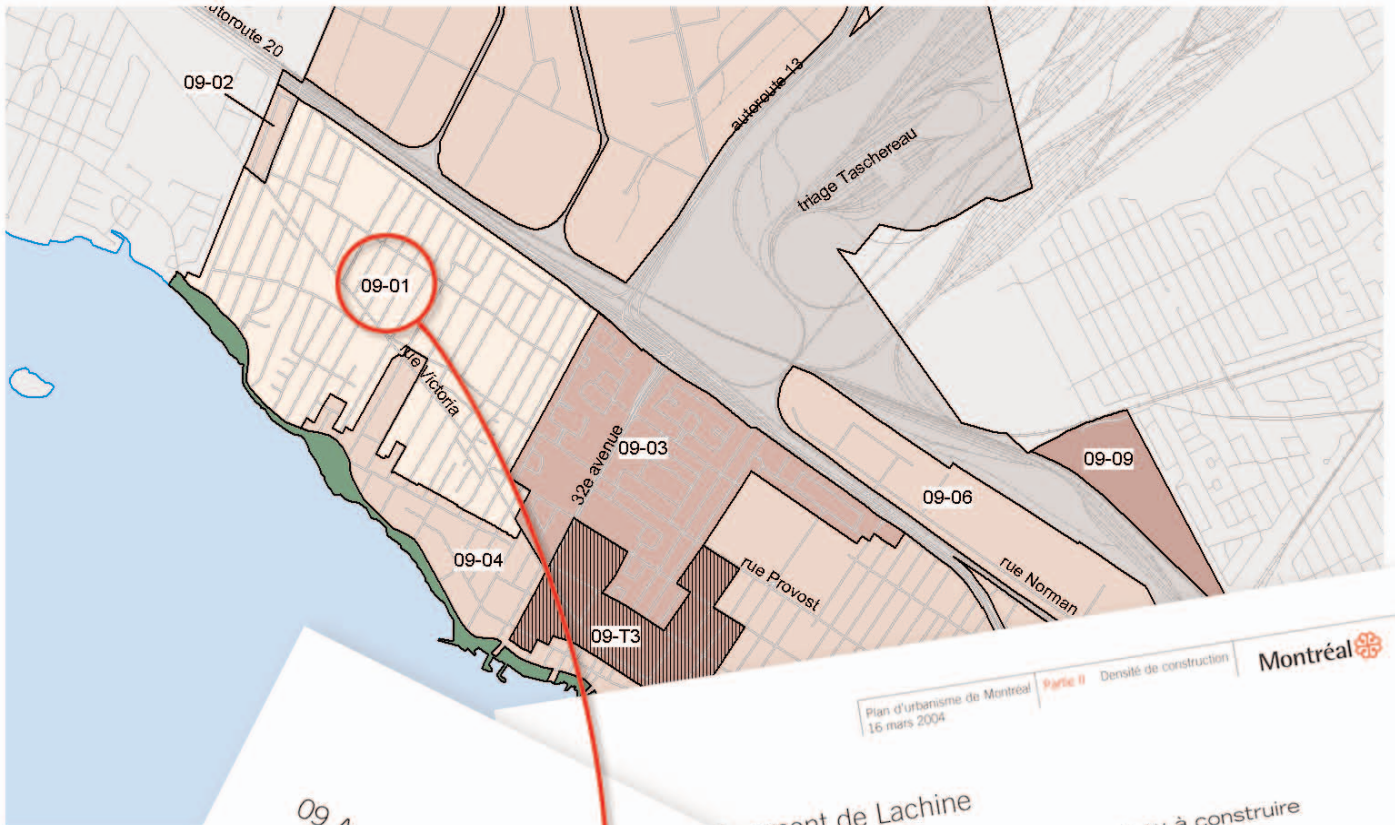 autoroute 20
09-02
autoroute 13
triage Taschereau
09-01
rue Victoria
32e avenue
09-03
09-09
09-06
09-04
rue Provost
rue Norman
09-T3
Plan d'urbanisme de Montréal
16 mars 2004
Partie II Densité de construction
Montréal
09
de Lachine
à construire